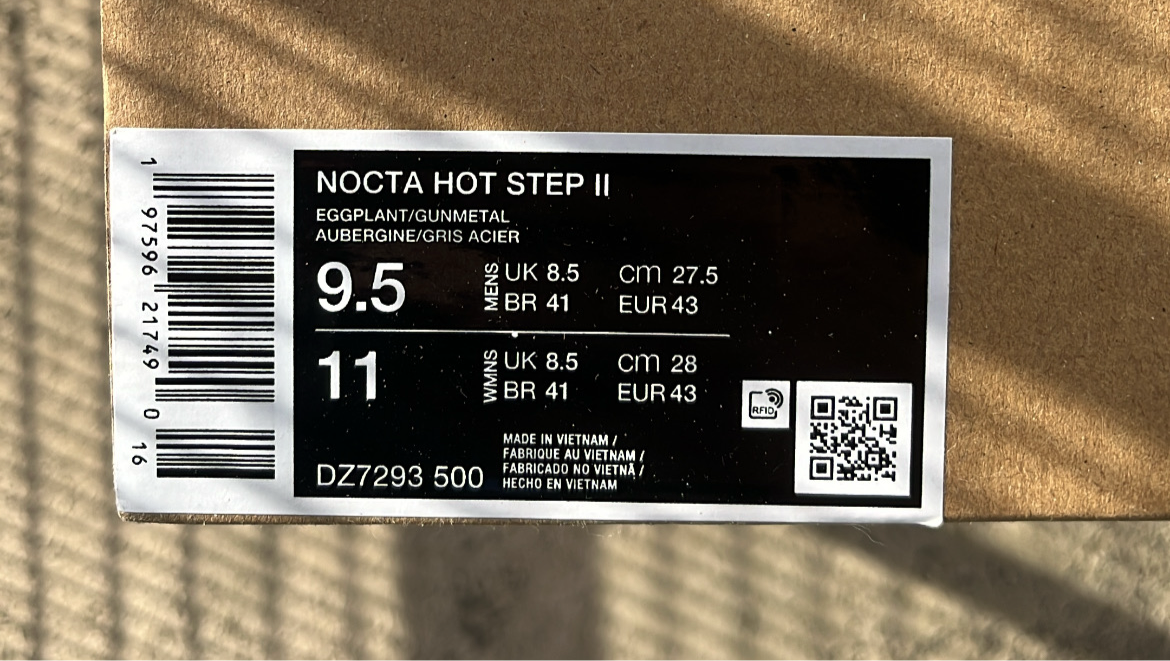 NOCTA HOT STEP II
EGGPLANT/GUNMETAL
AUBERGINE/GRIS ACIER
9.5 MENS UK 8.5 CM 27.5
BR 41 EUR 43
11 WMNS UK 8.5 CM 28
BR 41 EUR 43
RFID
MADE IN VIETNAM /
FABRIQUE AU VIETNAM /
FABRICADO NO VIETNÃ /
HECHO EN VIETNAM
DZ7293 500
1 97596 21749 0 16